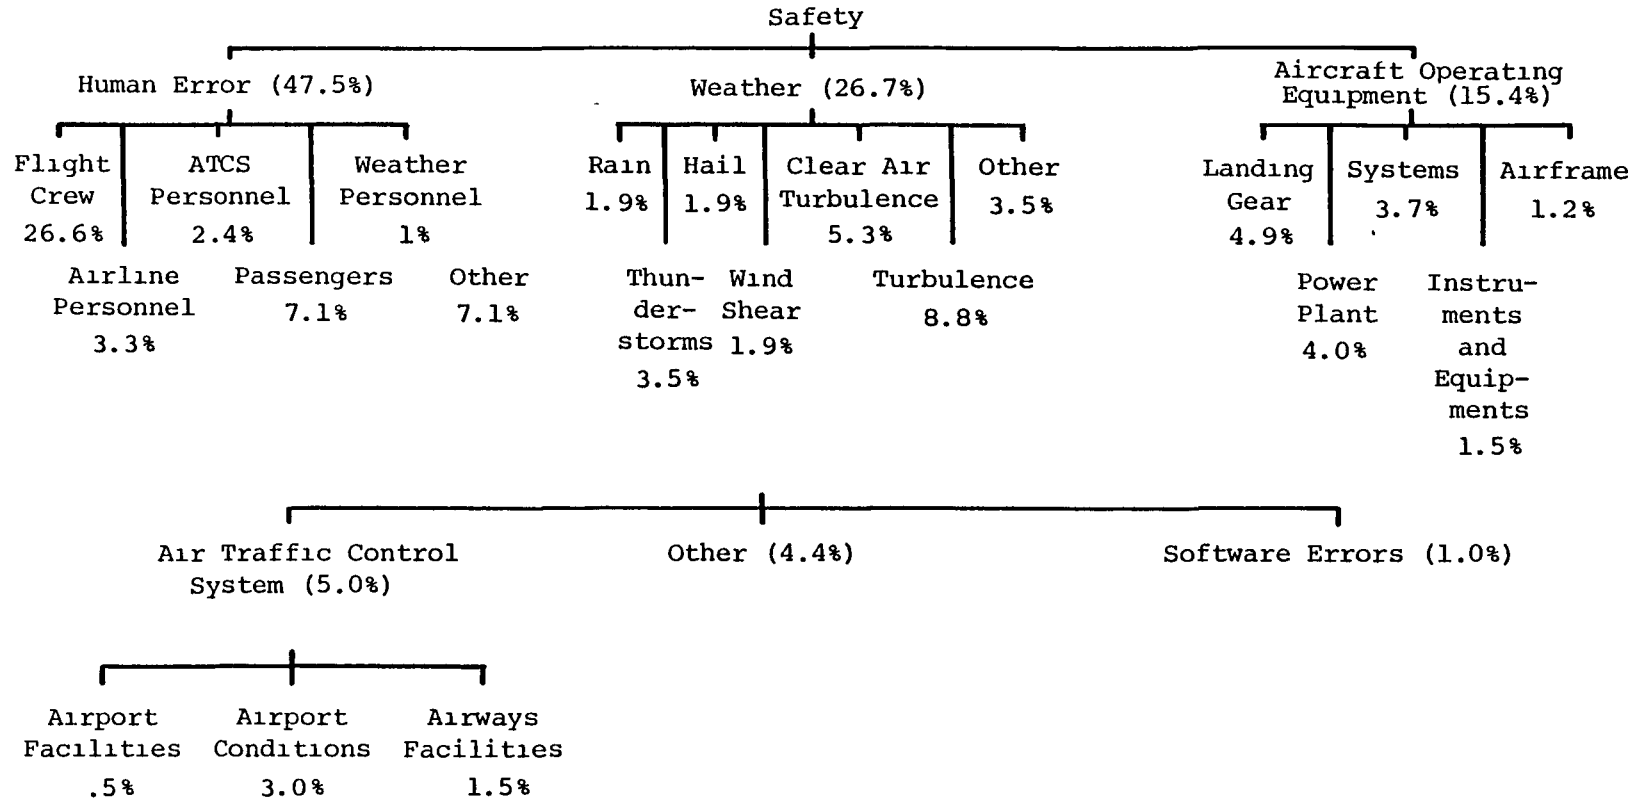 Safety
Human Error (47.5%)
Weather (26.7%)
Aircraft Operating
Equipment (15.4%)
Flight
Crew
26.6%
ATCS
Personnel
2.4%
Weather
Personnel
1%
Airline
Personnel
3.3%
Passengers
7.1%
Other
7.1%
Rain
1.9%
Hail
1.9%
Clear Air
Turbulence
5.3%
Other
3.5%
Thun-
der-
storms
3.5%
Wind
Shear
1.9%
Turbulence
8.8%
Landing
Gear
4.9%
Systems
3.7%
Airframe
1.2%
Power
Plant
4.0%
Instru-
ments
and
Equip-
ments
1.5%
Air Traffic Control
System (5.0%)
Other (4.4%)
Software Errors (1.0%)
Airport
Facilities
.5%
Airport
Conditions
3.0%
Airways
Facilities
1.5%